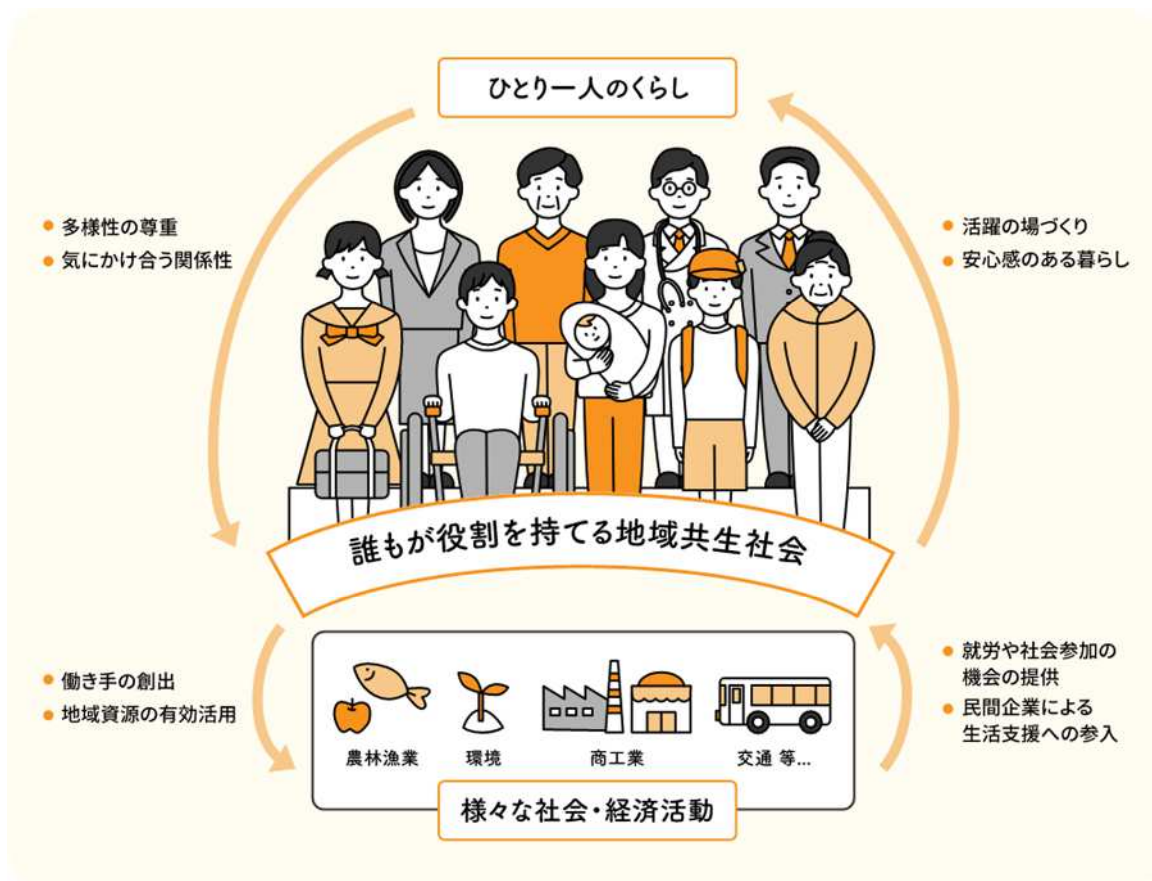 ひとり一人のくらし
多様性の尊重
気にかけ合う関係性
活躍の場づくり
安心感のある暮らし
誰もが役割を持てる地域共生社会
働き手の創出
地域資源の有効活用
就労や社会参加の
機会の提供
民間企業による
生活支援への参入
農林漁業
環境
商工業
交通 等...
様々な社会・経済活動